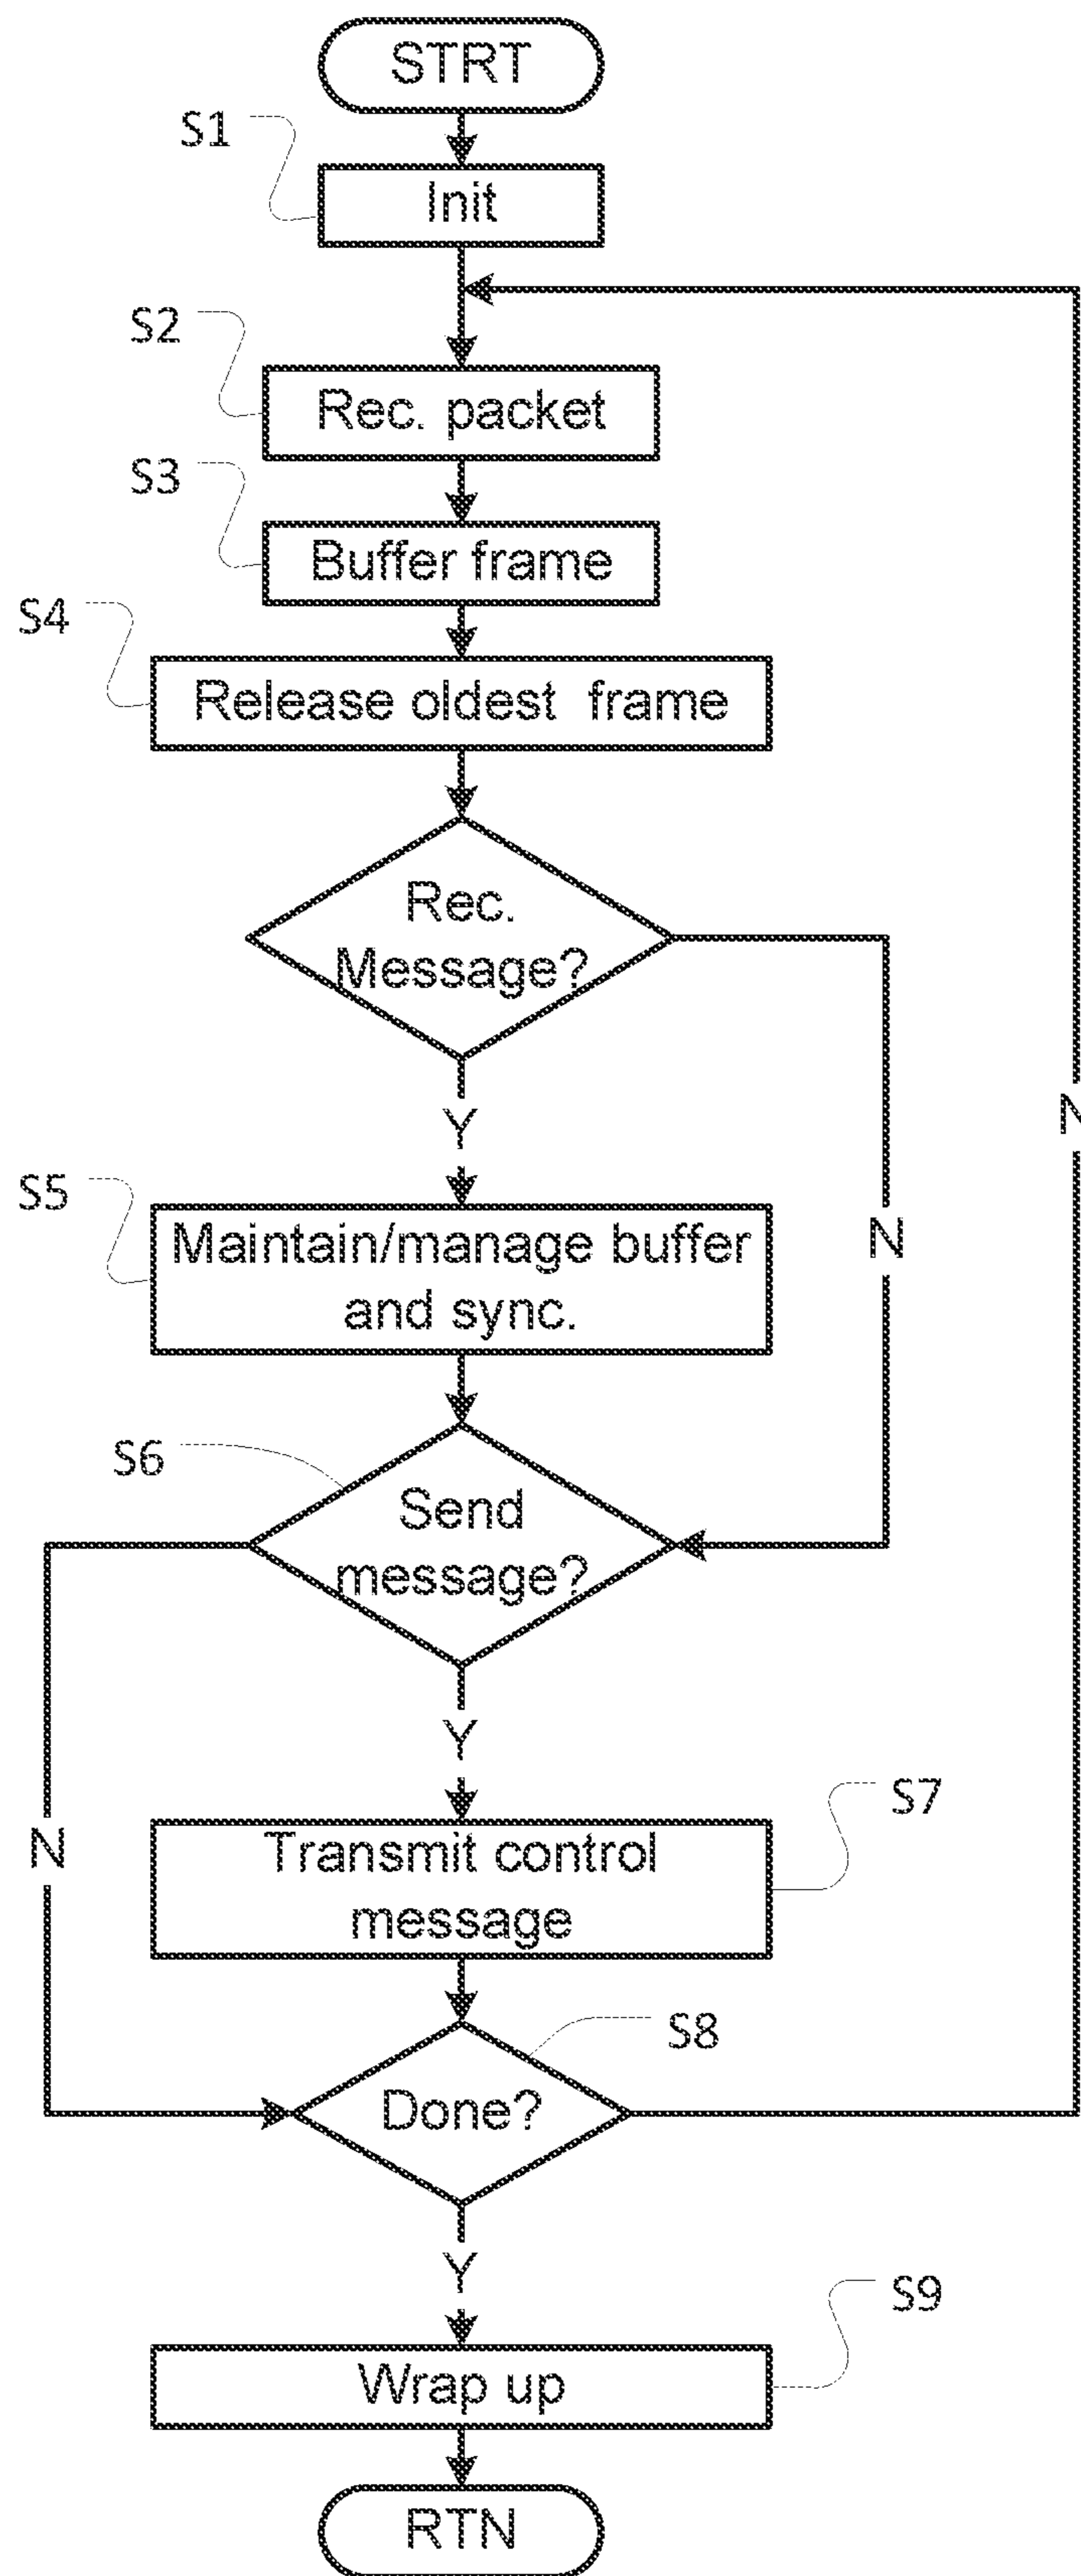 STRT
S1
Init
S2
Rec. packet
S3
Buffer frame
S4
Release oldest frame
Rec.
Message?
Y
N
N
S5
Maintain/manage buffer
and sync.
S6
Send
message?
Y
N
S7
Transmit control
message
S8
Done?
Y
S9
Wrap up
RTN